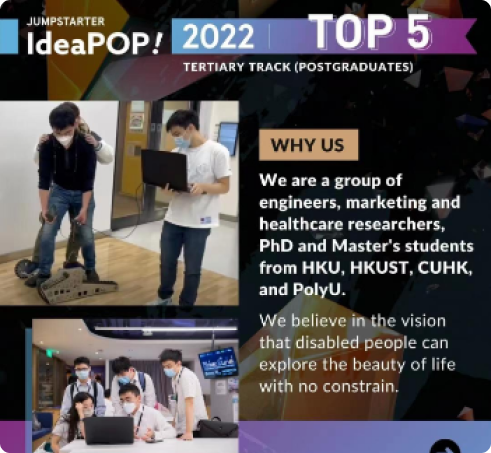 JUMPSTARTER
IdeaPOP!
2022
TOP 5
TERTIARY TRACK (POSTGRADUATES)
WHY US
We are a group of
engineers, marketing and
healthcare researchers,
PhD and Master's students
from HKU, HKUST, CUHK,
and PolyU.
We believe in the vision
that disabled people can
explore the beauty of life
with no constrain.